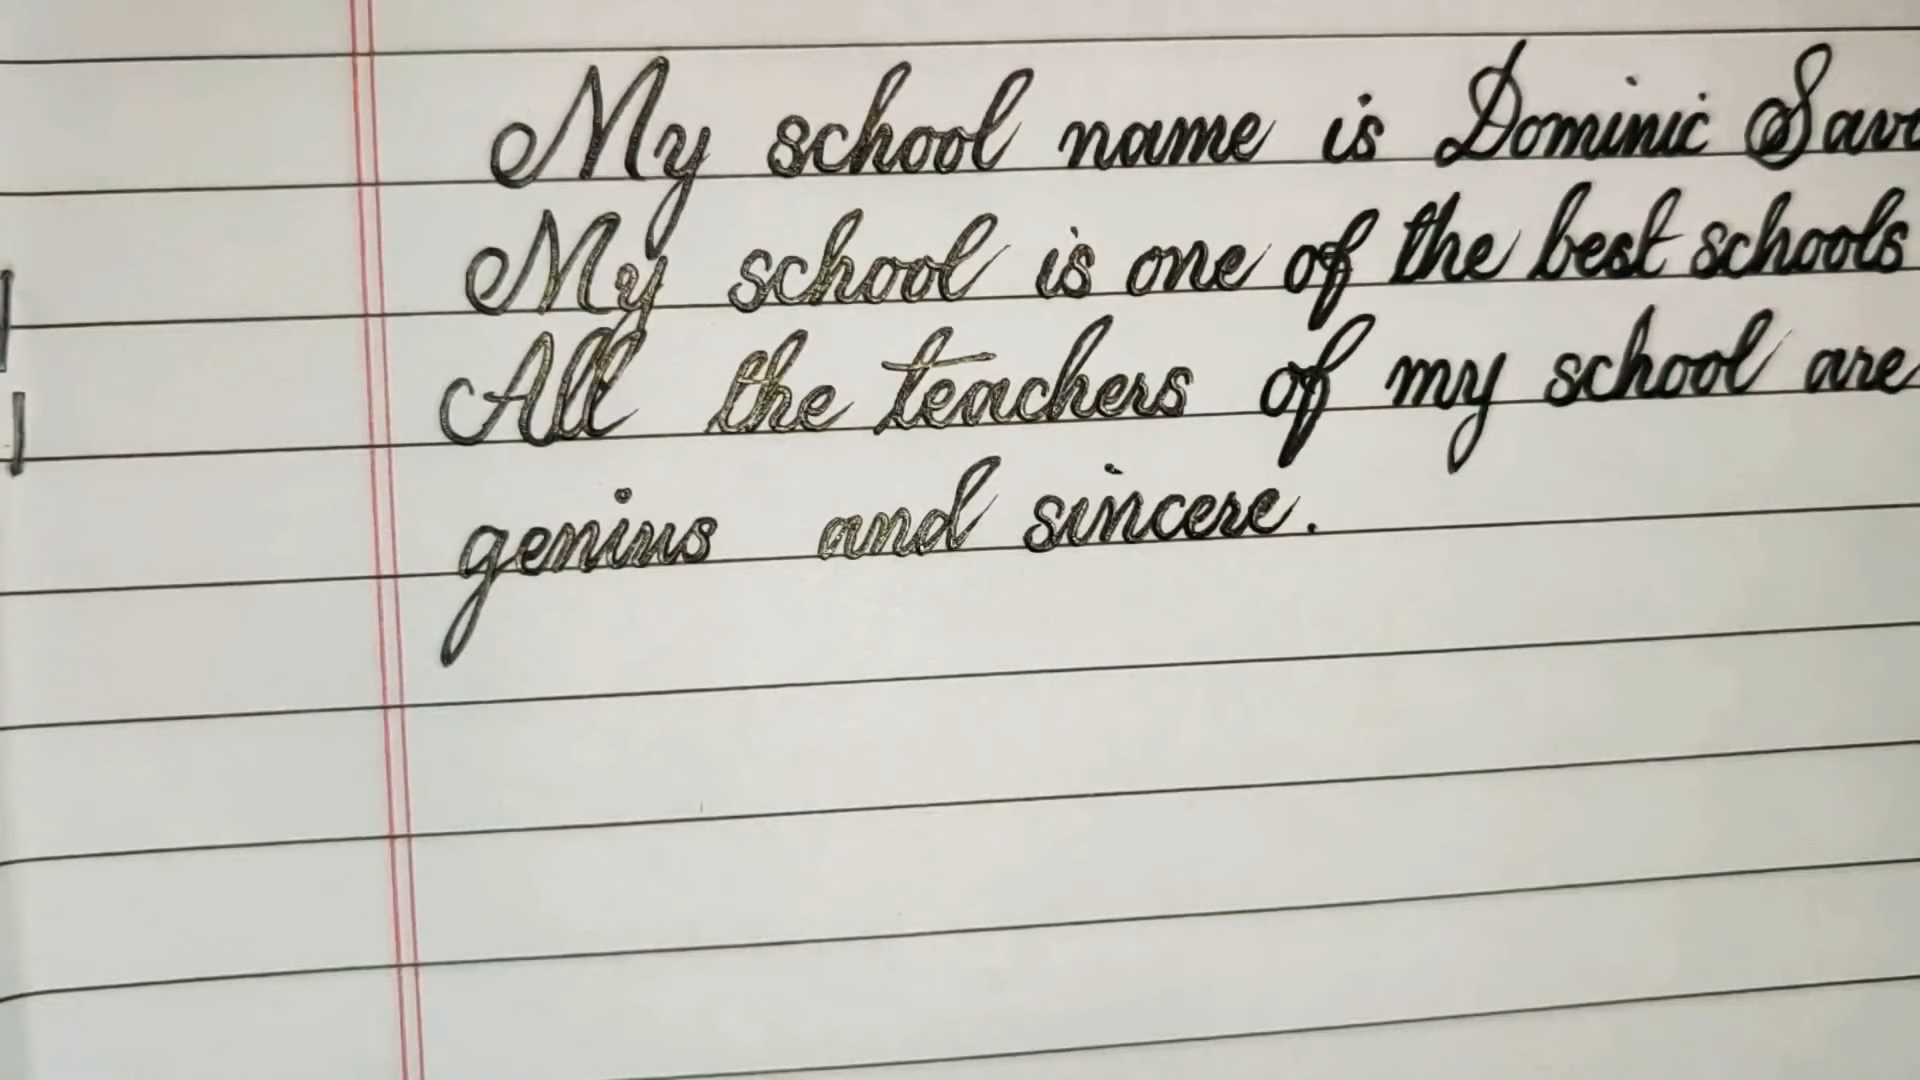 My school name is Dominic
My school is one of the best schools
All the teachers of my school are
genius and sincere.